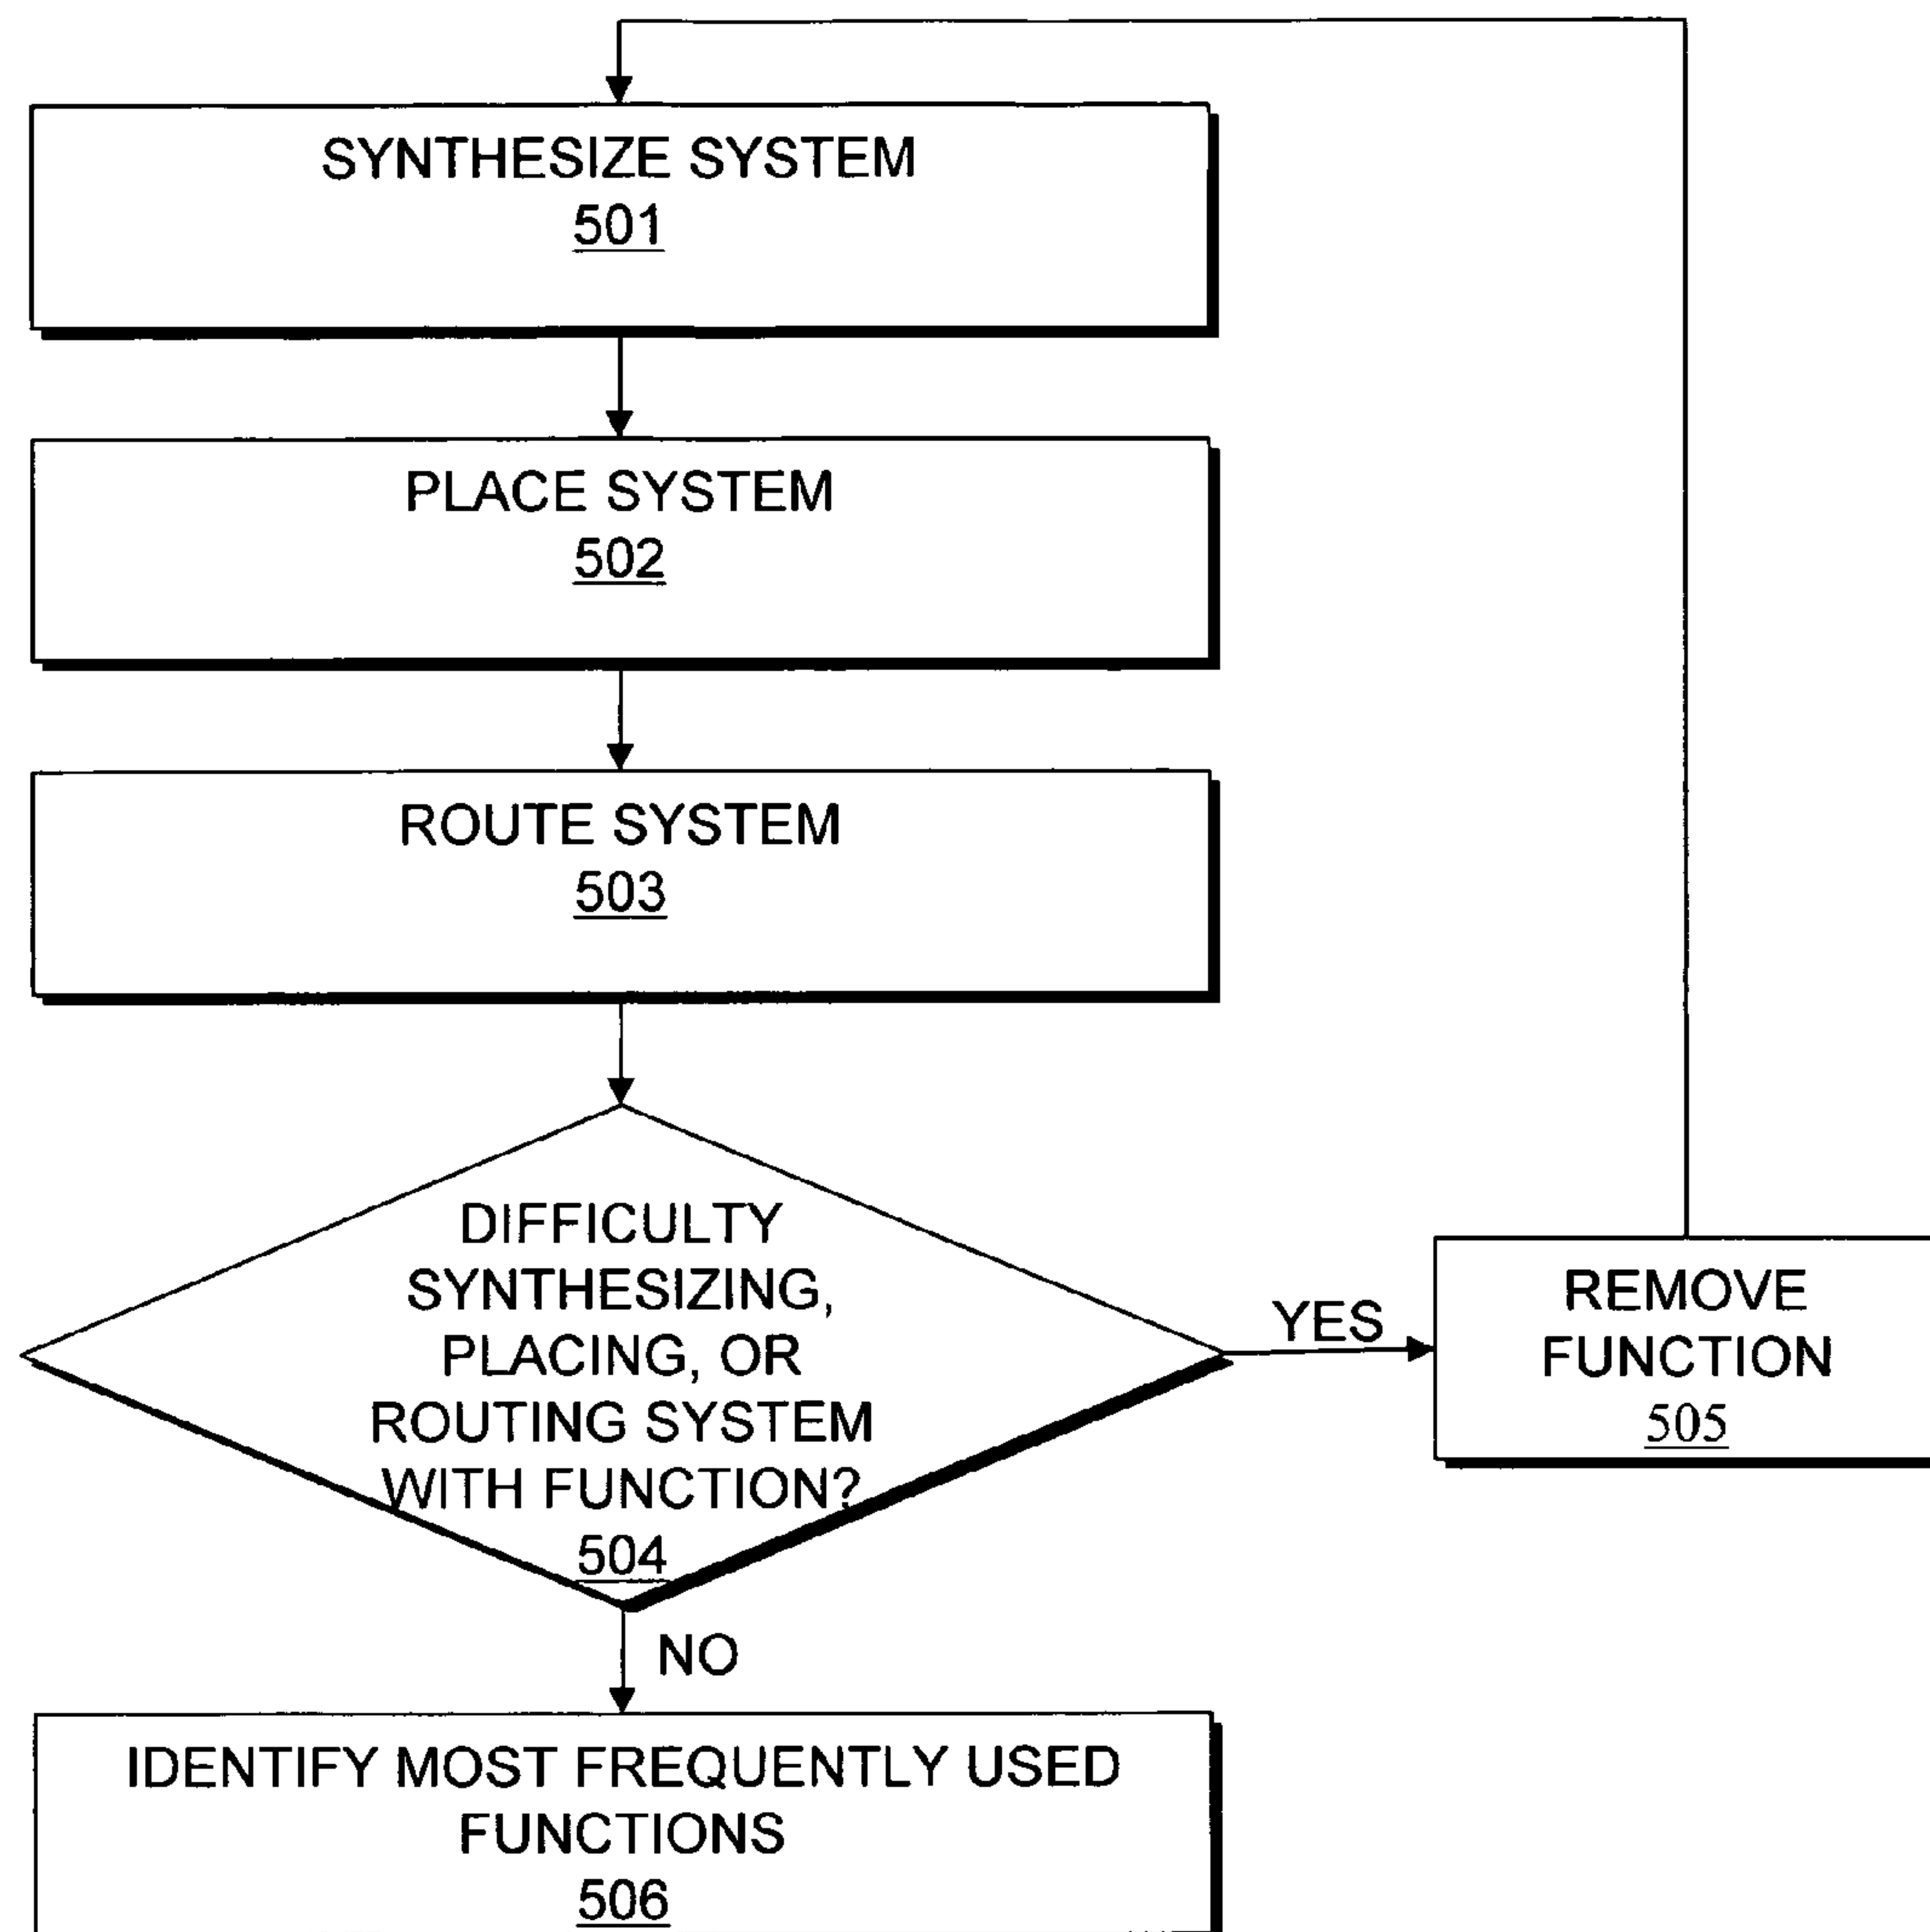 SYNTHESIZE SYSTEM
501
PLACE SYSTEM
502
ROUTE SYSTEM
503
DIFFICULTY
SYNTHESIZING,
PLACING, OR
ROUTING SYSTEM
WITH FUNCTION?
504
YES
REMOVE
FUNCTION
505
NO
IDENTIFY MOST FREQUENTLY USED
FUNCTIONS
506